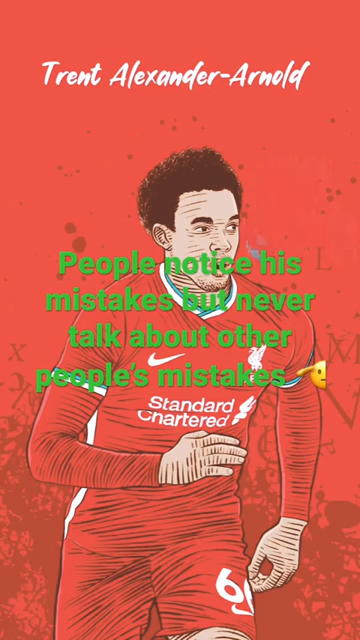 Trent Alexander-Arnold
People notice his
mistakes but never
talk about other
people's mistakes 🫤
Standard
Chartered